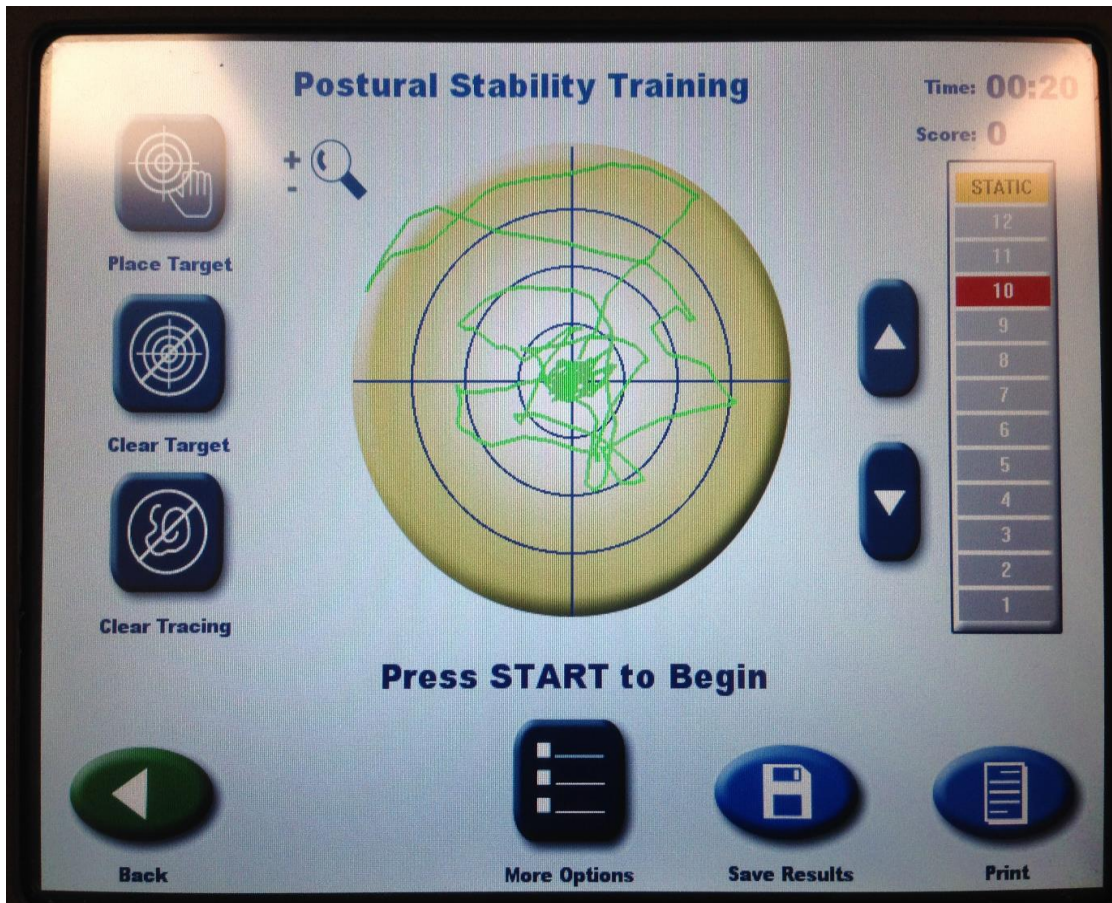 Postural Stability Training
Time: 00:20
Score: 0
+
-
Place Target
Clear Target
Clear Tracing
STATIC
12
11
10
9
8
7
6
5
4
3
2
1
Press START to Begin
Back
More Options
Save Results
Print